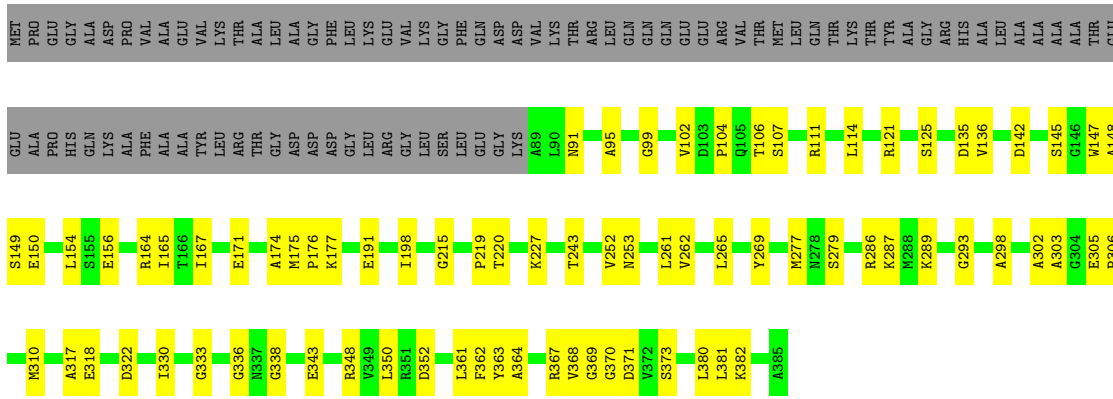 MET PRO GLU GLY ALA ASP PRO VAL ALA GLU VAL LYS THR ALA LEU ALA GLY PHE LEU LYS GLU VAL LYS GLY PHE GLN ASP ASP VAL LYS THR ARG LEU GLN GLN GLN GLU GLU ARG VAL THR MET LEU GLN THR LYS THR TYR ALA GLY ARG HIS ALA LEU ALA ALA ALA ALA THR GLU
GLU ALA PRO HIS GLN LYS ALA PHE ALA ALA TYR LEU ARG THR GLY ASP ASP ASP GLY LEU ARG GLY LEU SER LEU GLU GLY LYS A89 L90 N91 A95 G99 V102 D103 P104 Q105 T106 S107 R111 L114 R121 S125 D135 V136 D142 S145 G146 W147 A148
S149 E150 L154 S155 E156 R164 I165 T166 I167 E171 A174 M175 P176 K177 E191 I198 G215 P219 T220 K227 T243 V252 N253 L261 V262 L265 Y269 M277 N278 S279 R286 K287 M288 K289 G293 A298 A302 A303 G304 E305 P306
M310 A317 E318 D322 I330 G333 G336 N337 G338 E343 R348 V349 L350 R351 D352 L361 F362 Y363 A364 R367 V368 G369 G370 D371 V372 S373 L380 L381 K382 A385